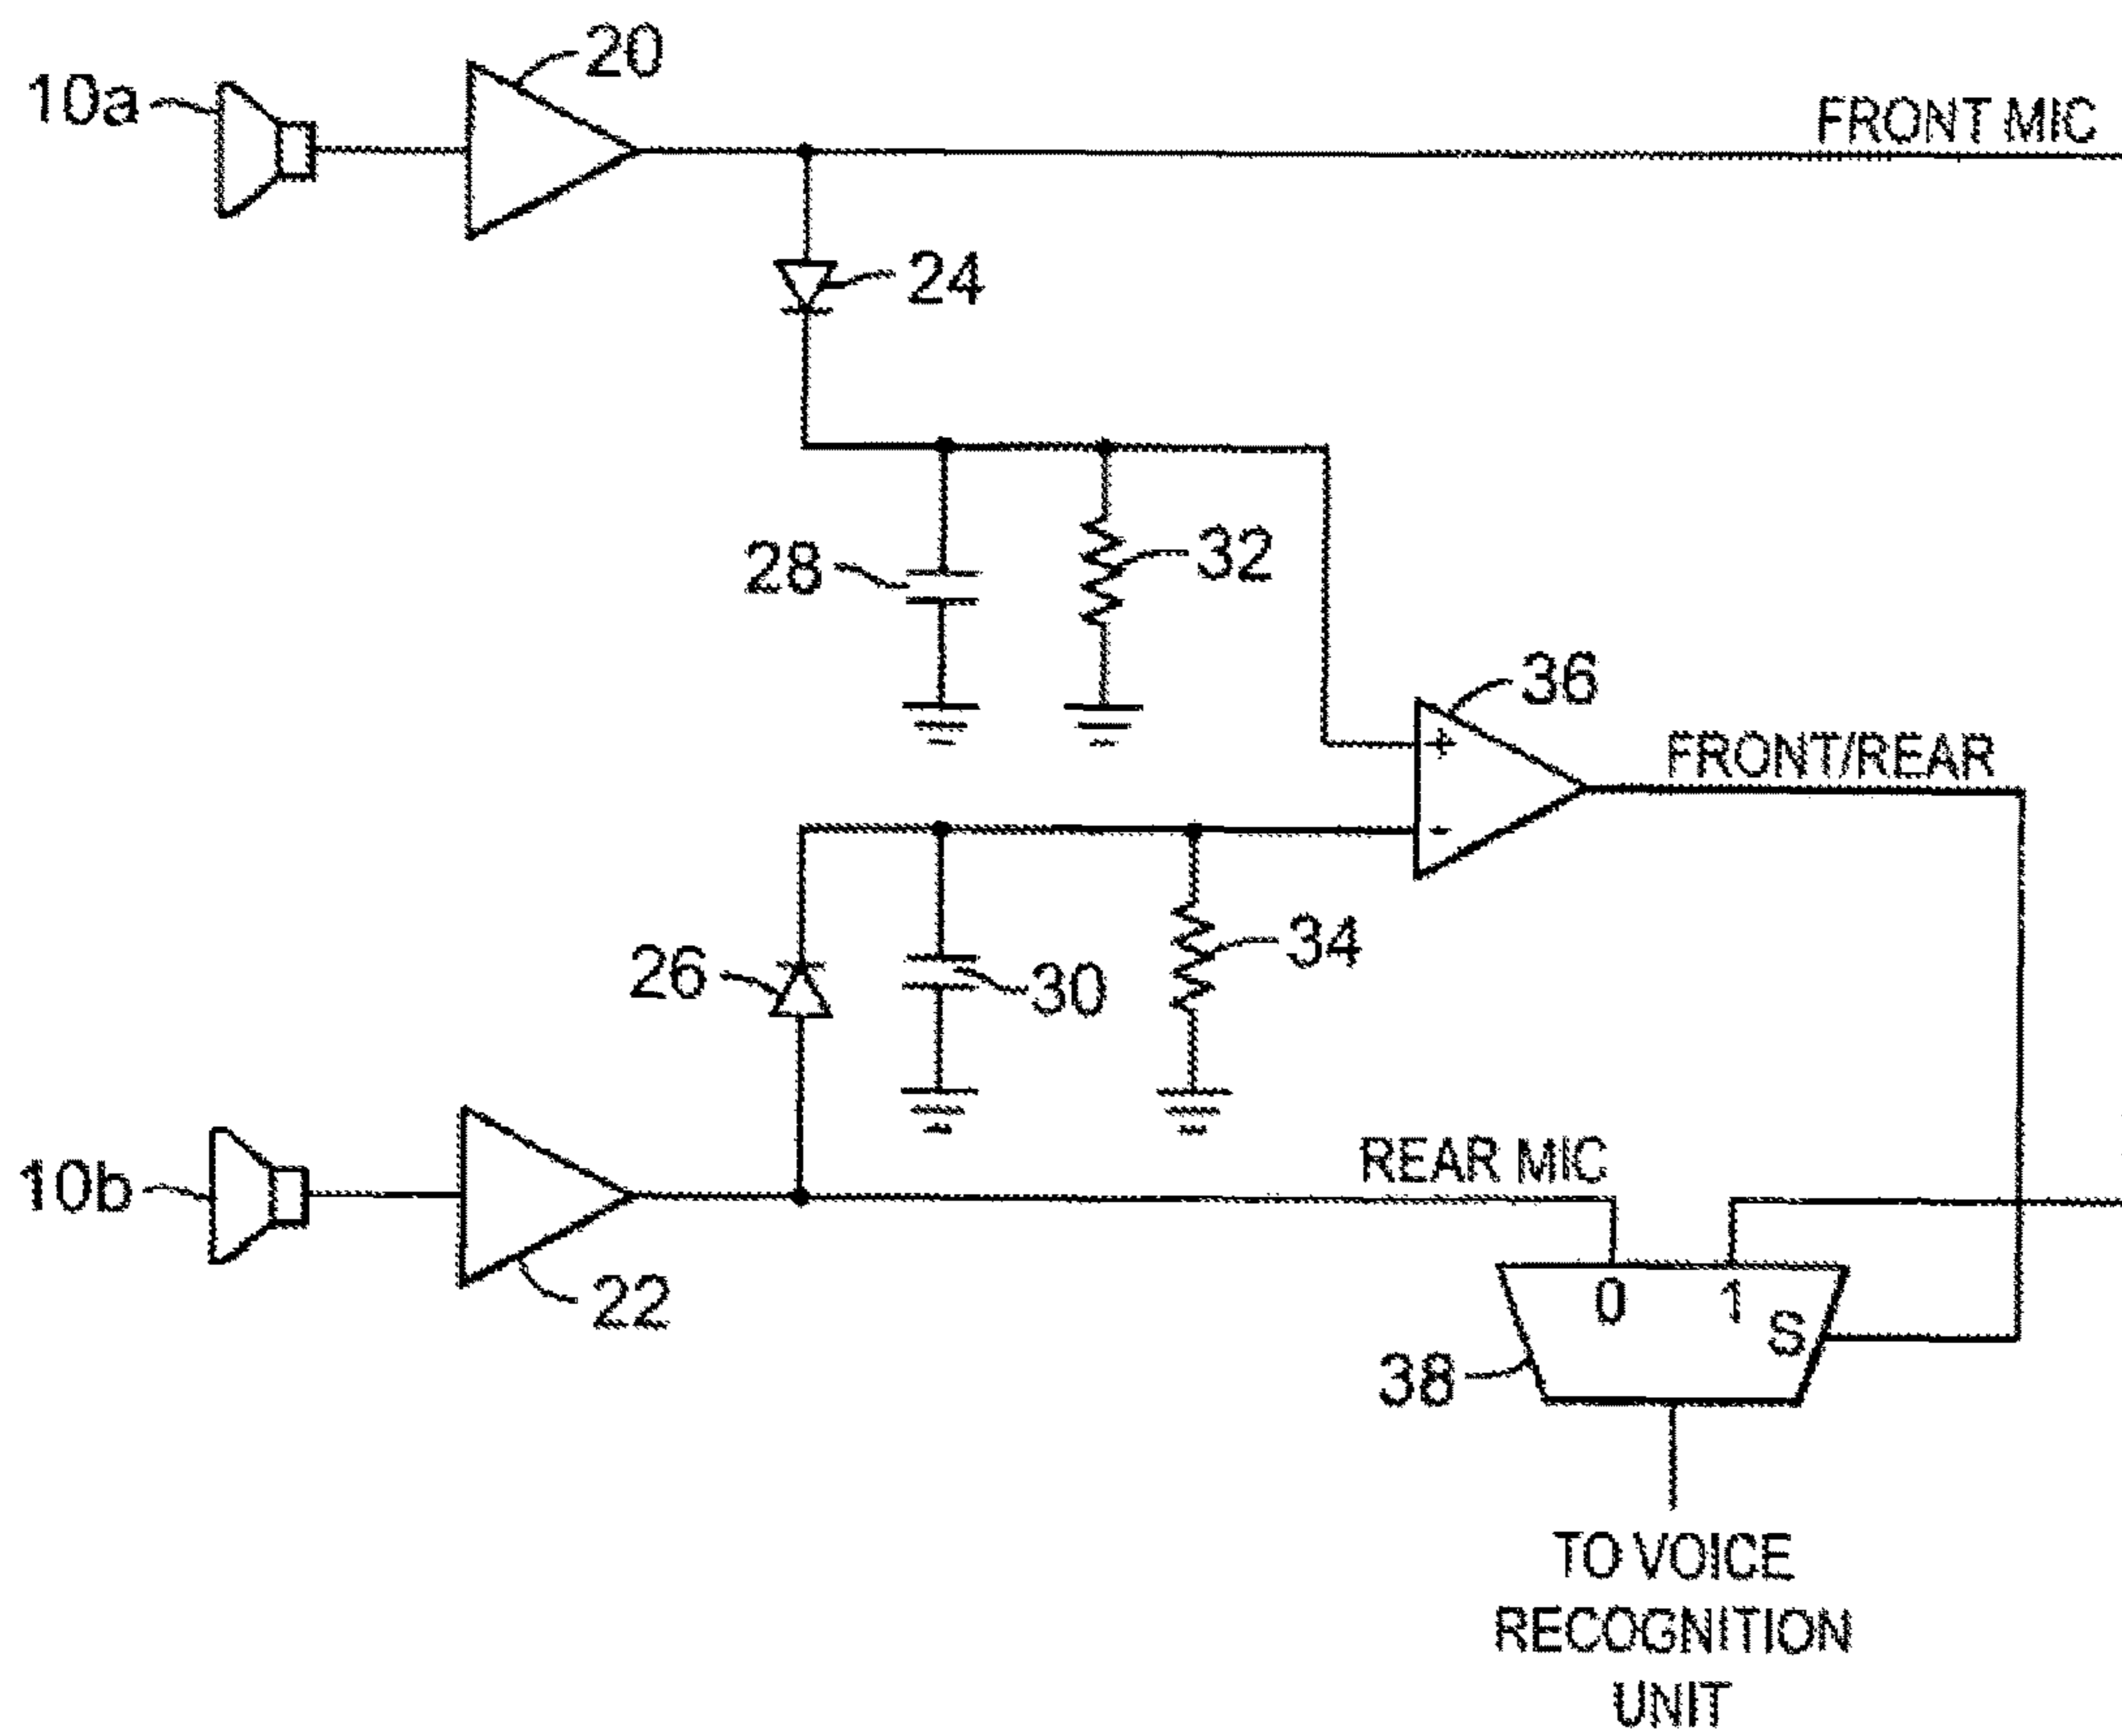 20
10a
FRONT MIC
24
28
32
36
+
FRONT/REAR
-
34
26
30
REAR MIC
10b
22
0 1
S
38
TO VOICE
RECOGNITION
UNIT